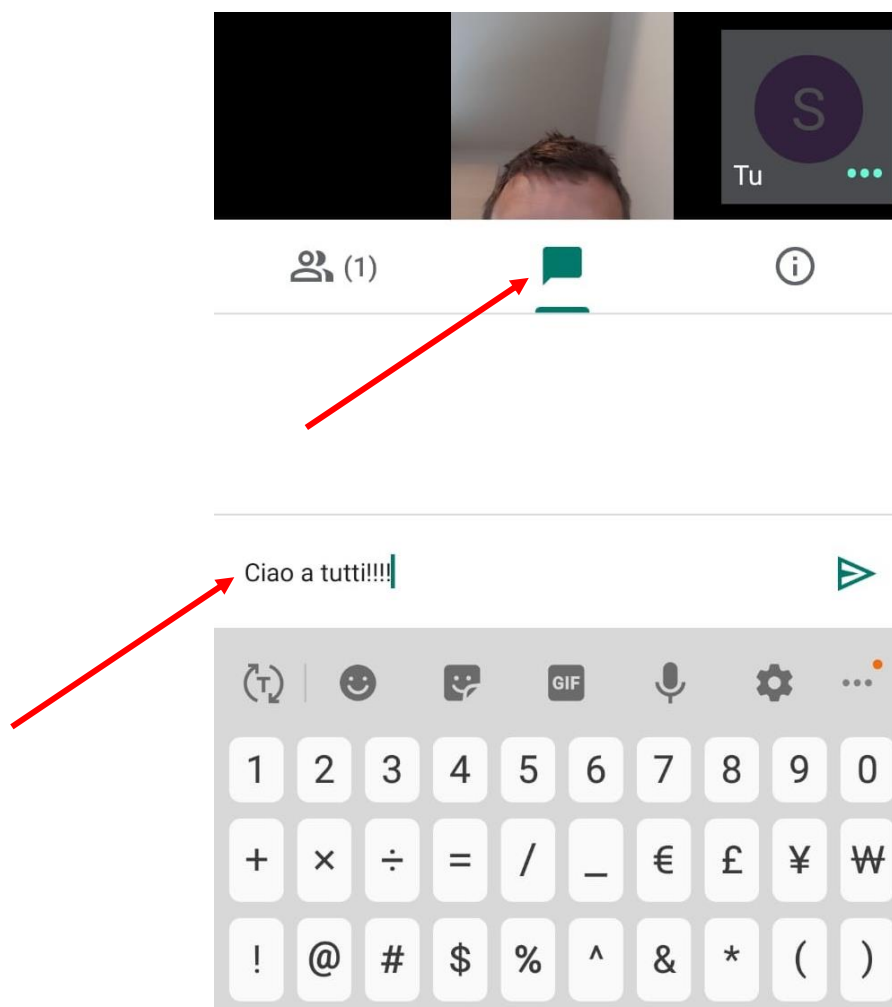 S
Tu
(1)
Ciao a tutti!!!!
T
GIF
1 2 3 4 5 6 7 8 9 0
+ × ÷ = / _ € £ ¥ ₩
! @ # $ % ^ & * ( )